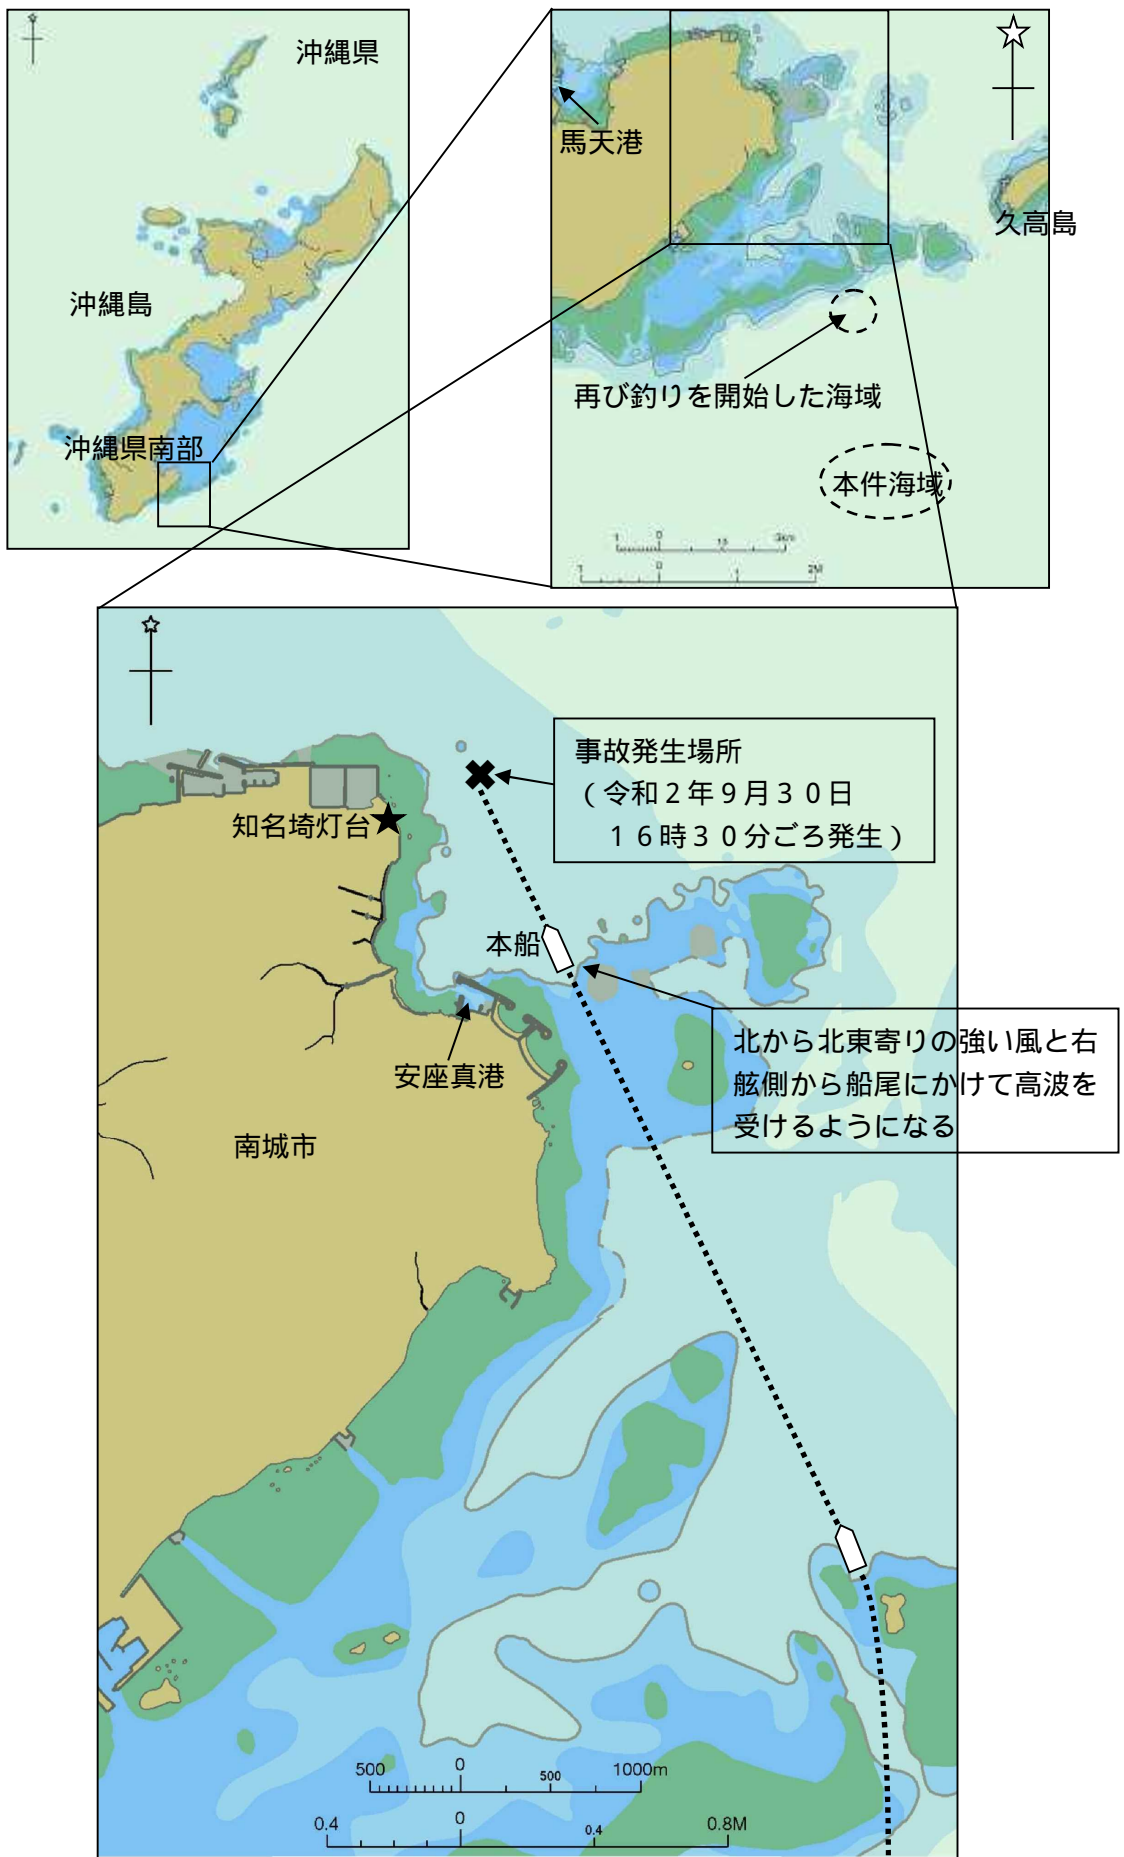 沖縄県
沖縄島
沖縄県南部
馬天港
久高島
再び釣りを開始した海域
本件海域
1
0
1
0
1
2M
事故発生場所
(令和2年9月30日
16時30分ごろ発生)
知名埼灯台
本船
安座真港
北から北東寄りの強い風と右
舷側から船尾にかけて高波を
受けるようになる
南城市
500 0 500 1000m
0.4 0 0.4 0.8M